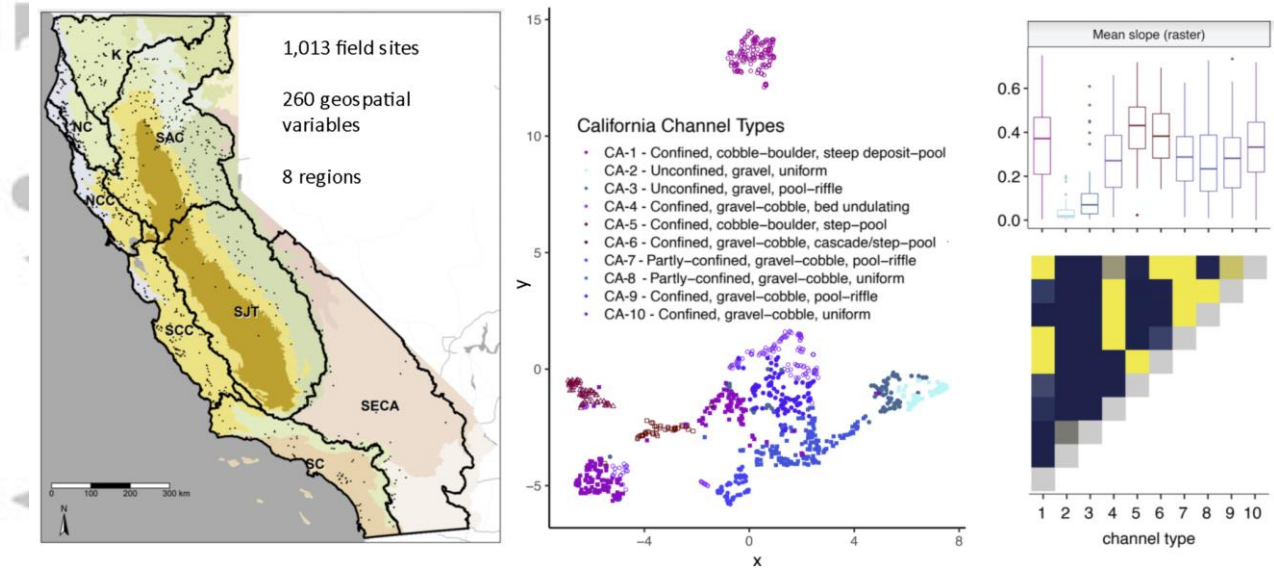 1,013 field sites
260 geospatial
variables
8 regions
K
NC
SAC
NCC
SJT
SCC
SECA
SC
0 100 200 300 km
N
15
10
5
0
−5
y
California Channel Types
CA-1 - Confined, cobble−boulder, steep deposit−pool
CA-2 - Unconfined, gravel, uniform
CA-3 - Unconfined, gravel, pool−riffle
CA-4 - Confined, gravel−cobble, bed undulating
CA-5 - Confined, cobble−boulder, step−pool
CA-6 - Confined, gravel−cobble, cascade/step−pool
CA-7 - Partly−confined, gravel−cobble, pool−riffle
CA-8 - Partly−confined, gravel−cobble, uniform
CA-9 - Confined, gravel−cobble, pool−riffle
CA-10 - Confined, gravel−cobble, uniform
−4 0 4 8
x
Mean slope (raster)
0.6
0.4
0.2
0.0
1 2 3 4 5 6 7 8 9 10
channel type